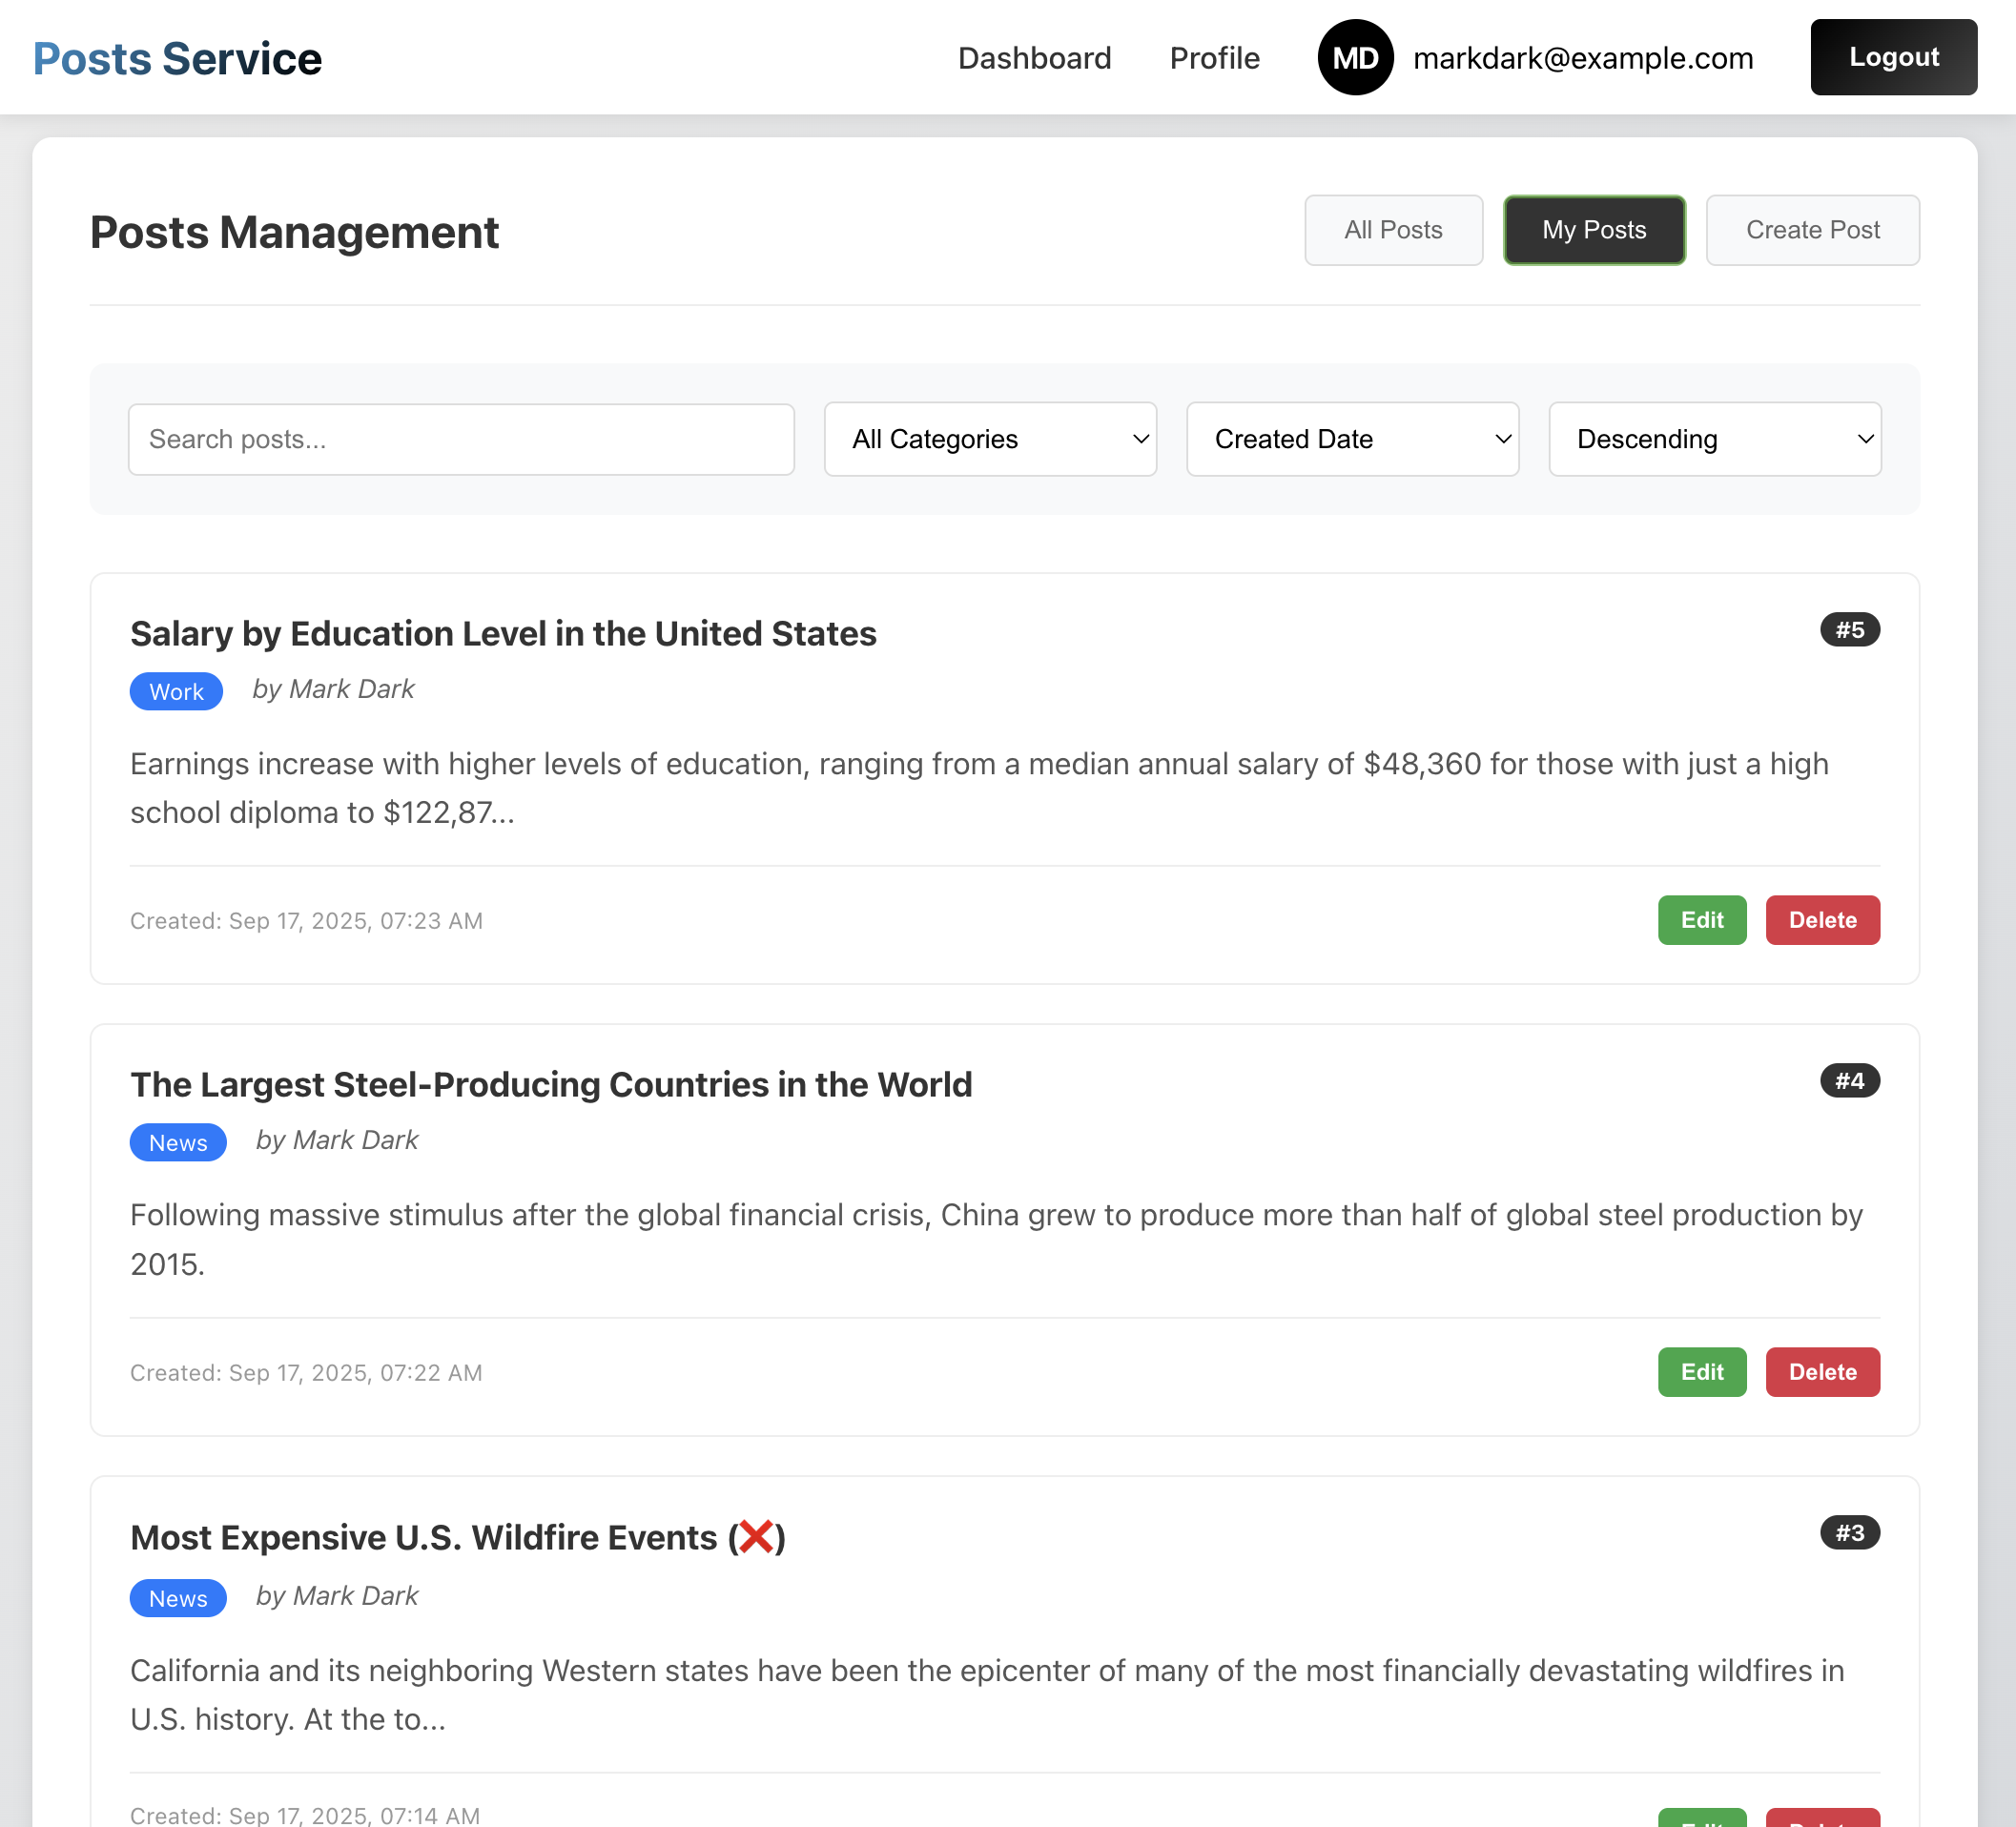 Posts Service
Dashboard
Profile
MD
markdark@example.com
Logout
Posts Management
All Posts
My Posts
Create Post
Search posts...
All Categories
Created Date
Descending
Salary by Education Level in the United States
#5
Work
by Mark Dark
Earnings increase with higher levels of education, ranging from a median annual salary of $48,360 for those with just a high
school diploma to $122,87...
Created: Sep 17, 2025, 07:23 AM
Edit
Delete
The Largest Steel-Producing Countries in the World
#4
News
by Mark Dark
Following massive stimulus after the global financial crisis, China grew to produce more than half of global steel production by
2015.
Created: Sep 17, 2025, 07:22 AM
Edit
Delete
Most Expensive U.S. Wildfire Events (❌)
#3
News
by Mark Dark
California and its neighboring Western states have been the epicenter of many of the most financially devastating wildfires in
U.S. history. At the to...
Created: Sep 17, 2025, 07:14 AM
Edit
Delete